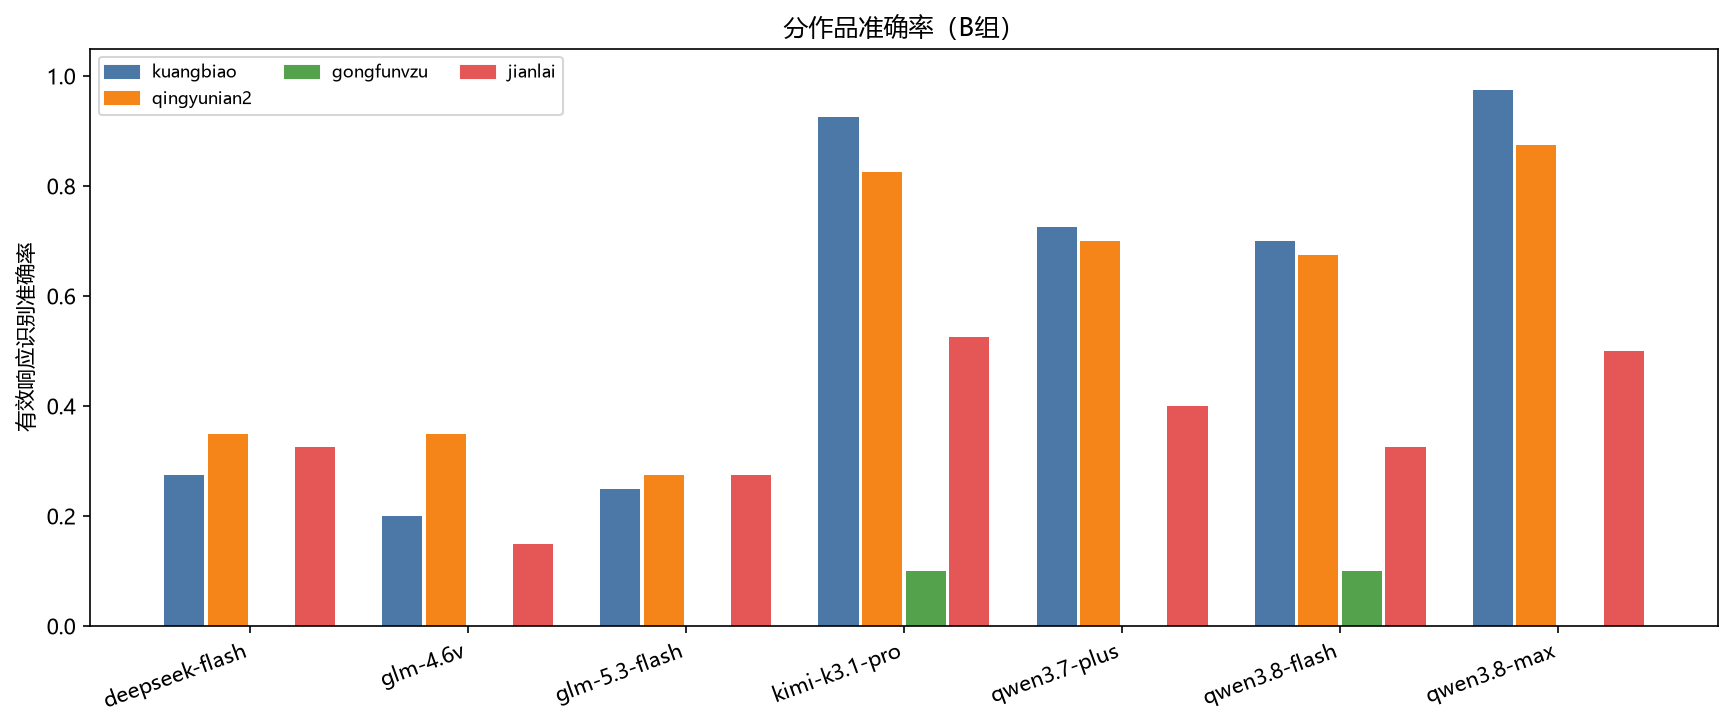 分作品准确率（B组）
kuangbiao
qingyunian2
gongfunvzu
jianlai
有效响应识别准确率
1.0
0.8
0.6
0.4
0.2
0.0
deepseek-flash
glm-4.6v
glm-5.3-flash
kimi-k3.1-pro
qwen3.7-plus
qwen3.8-flash
qwen3.8-max